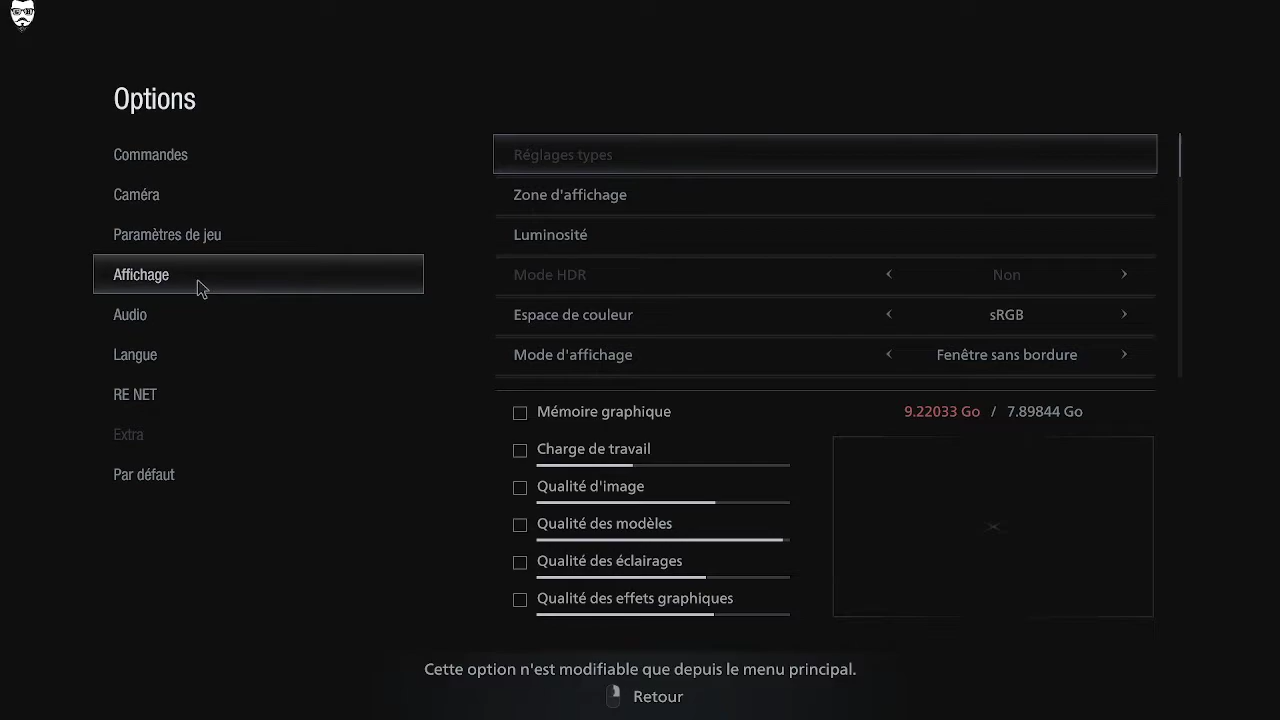 Options
Commandes
Caméra
Paramètres de jeu
Affichage
Audio
Langue
RE NET
Extra
Par défaut
Réglages types
Zone d'affichage
Luminosité
Mode HDR Non
Espace de couleur sRGB
Mode d'affichage Fenêtre sans bordure
Mémoire graphique 9.22033 Go / 7.89844 Go
Charge de travail
Qualité d'image
Qualité des modèles
Qualité des éclairages
Qualité des effets graphiques
Cette option n'est modifiable que depuis le menu principal.
Retour